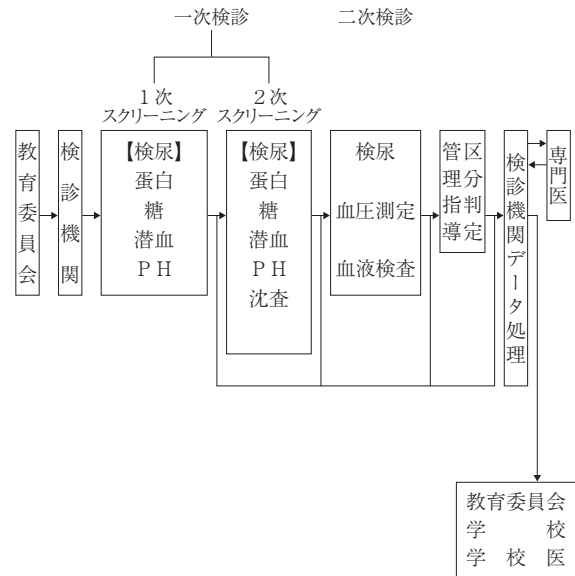 一次検診
二次検診
1次
スクリーニング
2次
スクリーニング
教育委員会
検診機関
【検尿】
蛋白
糖
潜血
PH
【検尿】
蛋白
糖
潜血
PH
沈査
検尿
血圧測定
血液検査
管理指導
区分判定
検診機関データ処理
専門医
教育委員会
学校
学校医